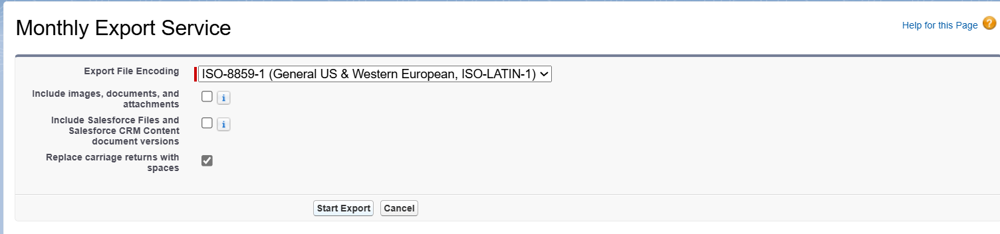 Monthly Export Service
Help for this Page ?
Export File Encoding
ISO-8859-1 (General US & Western European, ISO-LATIN-1)
Include images, documents, and
attachments
i
Include Salesforce Files and
Salesforce CRM Content
document versions
i
Replace carriage returns with
spaces
Start Export
Cancel